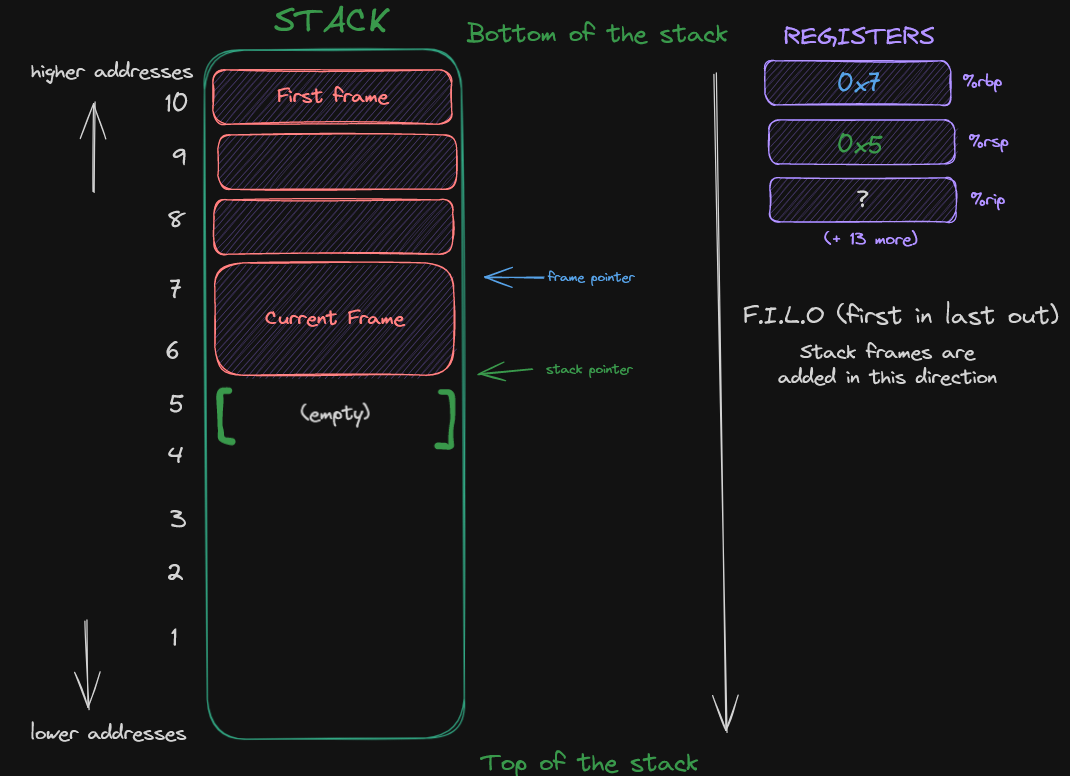 STACK
Bottom of the stack
REGISTERS
higher addresses
10
First frame
9
8
7
Current Frame
6
5
(empty)
4
3
2
1
lower addresses
frame pointer
stack pointer
0x7
%rbp
0x5
%rsp
?
%rip
(+ 13 more)
F.I.L.O (first in last out)
Stack frames are
added in this direction
Top of the stack